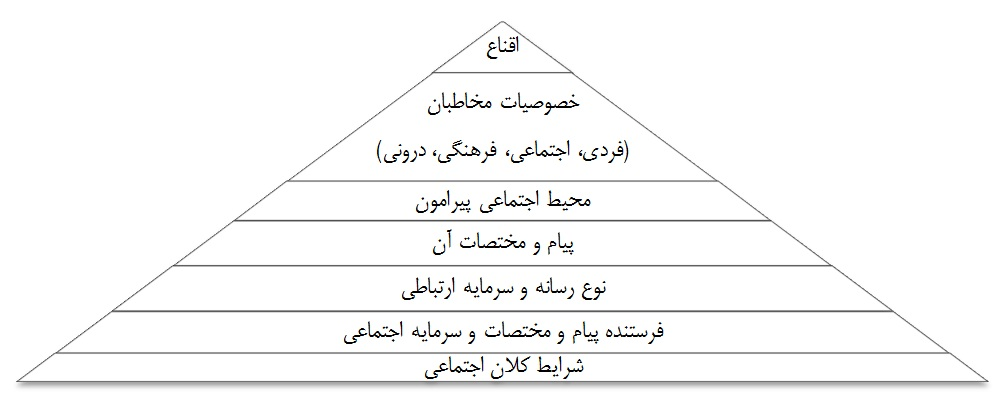 اقناع
خصوصیات مخاطبان
(فردی، اجتماعی، فرهنگی، درونی)
محیط اجتماعی پیرامون
پیام و مختصات آن
نوع رسانه و سرمایه ارتباطی
فرستنده پیام و مختصات و سرمایه اجتماعی
شرایط کلان اجتماعی